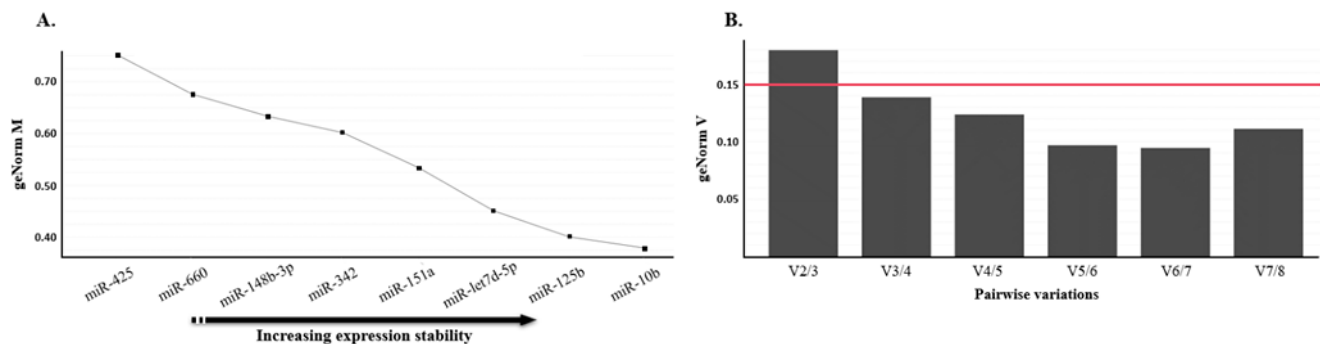 A.
geNorm M
0.70
0.60
0.50
0.40
miR-425
miR-660
miR-148b-3p
miR-342
miR-151a
miR-let7d-5p
miR-125b
miR-10b
Increasing expression stability
B.
geNorm V
0.15
0.10
0.05
V2/3
V3/4
V4/5
V5/6
V6/7
V7/8
Pairwise variations